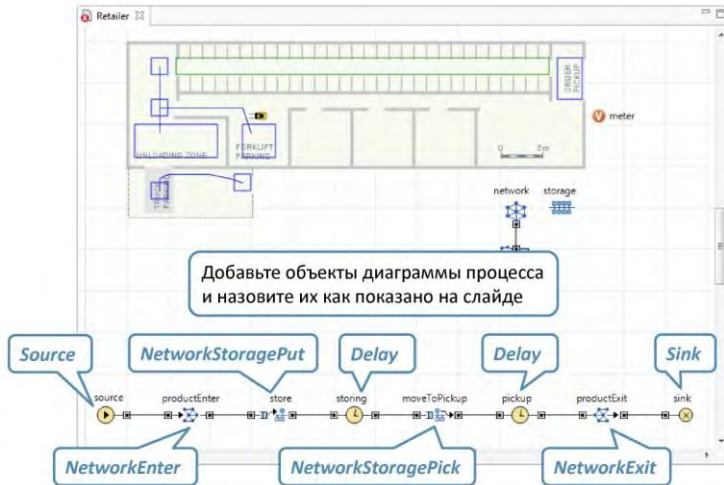 Retailer
ORDER
PICKUP
meter
UNLOADING ZONE
FORKLIFT
PARKING
0 5m
network storage
Добавьте объекты диаграммы процесса
и назовите их как показано на слайде
Source
NetworkStoragePut
Delay
Delay
Sink
source productEnter store storing moveToPickup pickup productExit sink
NetworkEnter
NetworkStoragePick
NetworkExit